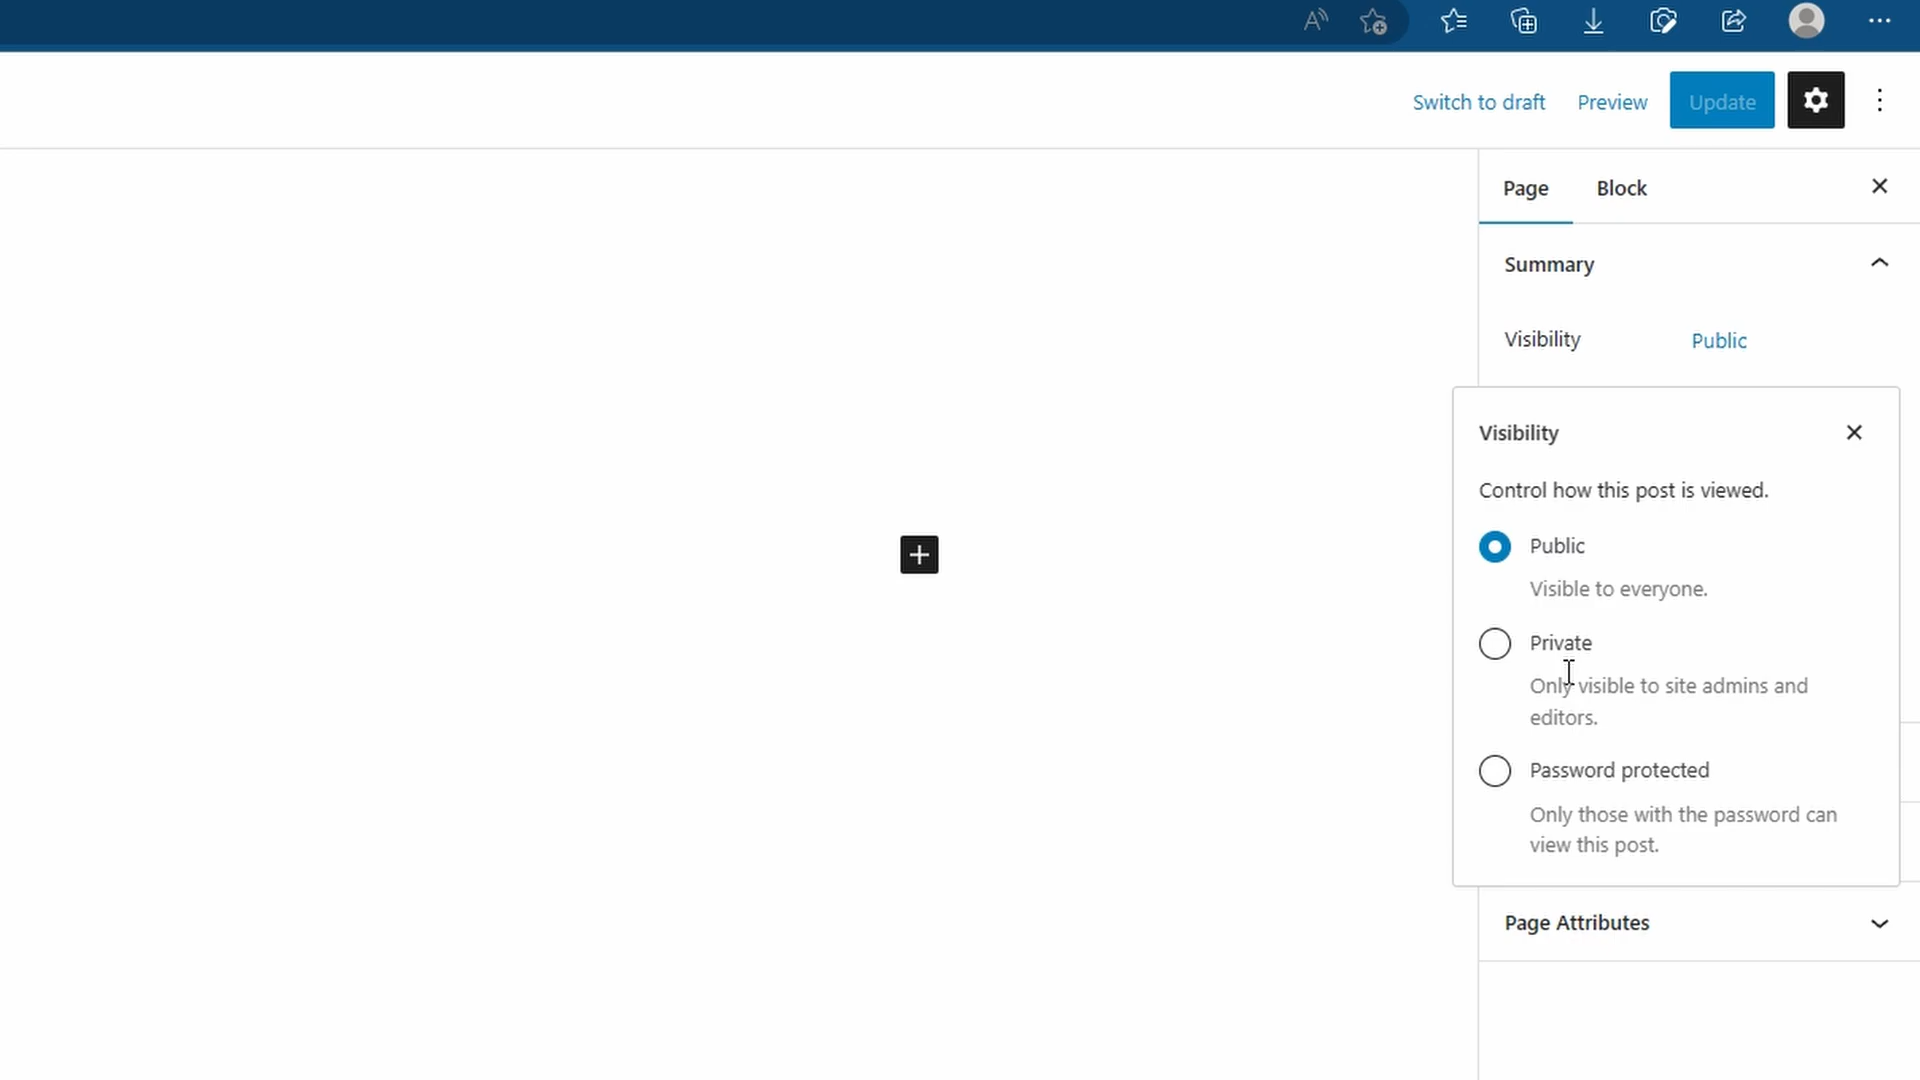 Switch to draft Preview Update
Page Block
Summary
Visibility Public
Visibility
Control how this post is viewed.
Public
Visible to everyone.
Private
Only visible to site admins and
editors.
Password protected
Only those with the password can
view this post.
Page Attributes